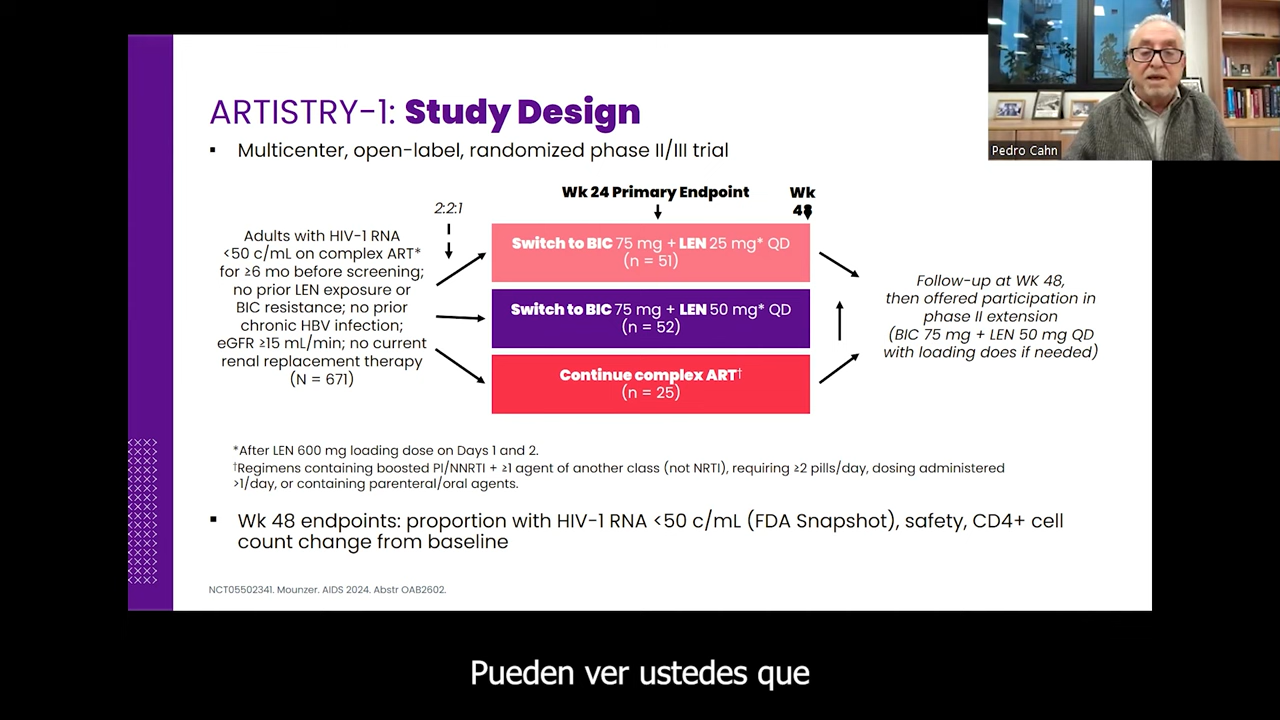 Pedro Cahn
ARTISTRY-1: Study Design
▪ Multicenter, open-label, randomized phase II/III trial
Wk 24 Primary Endpoint
Wk
48
2:2:1
Adults with HIV-1 RNA
<50 c/mL on complex ART*
for ≥6 mo before screening;
no prior LEN exposure or
BIC resistance; no prior
chronic HBV infection;
eGFR ≥15 mL/min; no current
renal replacement therapy
(N = 671)
Switch to BIC 75 mg + LEN 25 mg* QD
(n = 51)
Switch to BIC 75 mg + LEN 50 mg* QD
(n = 52)
Continue complex ART†
(n = 25)
Follow-up at WK 48,
then offered participation in
phase II extension
(BIC 75 mg + LEN 50 mg QD
with loading does if needed)
*After LEN 600 mg loading dose on Days 1 and 2.
†Regimens containing boosted PI/NNRTI + ≥1 agent of another class (not NRTI), requiring ≥2 pills/day, dosing administered
>1/day, or containing parenteral/oral agents.
▪ Wk 48 endpoints: proportion with HIV-1 RNA <50 c/mL (FDA Snapshot), safety, CD4+ cell
count change from baseline
NCT05502341. Mounzer. AIDS 2024. Abstr OAB2602.
Pueden ver ustedes que